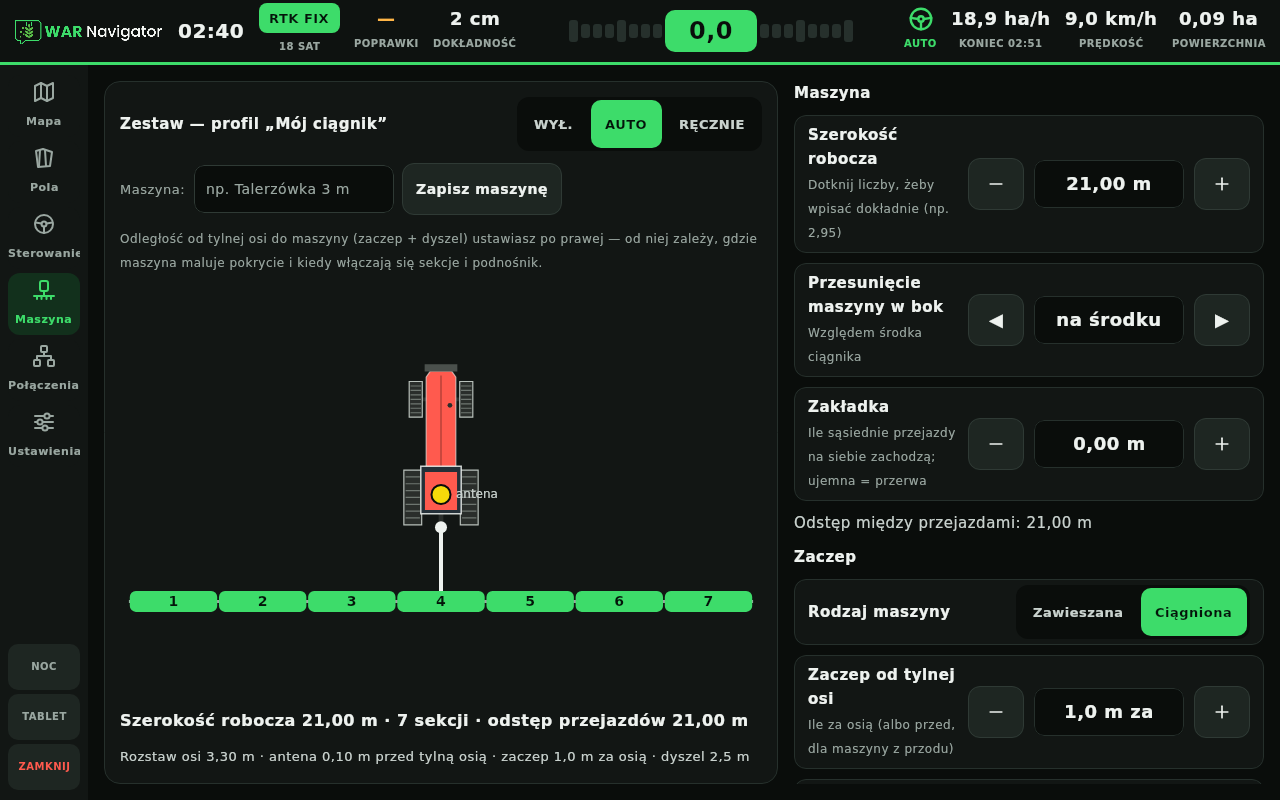 WAR Navigator
02:40
RTK FIX
18 SAT
—
POPRAWKI
2 cm
DOKŁADNOŚĆ
0,0
AUTO
18,9 ha/h
KONIEC 02:51
9,0 km/h
PRĘDKOŚĆ
0,09 ha
POWIERZCHNIA
Mapa
Pola
Sterowanie
Maszyna
Połączenia
Ustawienia
NOC
TABLET
ZAMKNIJ
Zestaw — profil „Mój ciągnik”
WYŁ.
AUTO
RĘCZNIE
Maszyna:
np. Talerzówka 3 m
Zapisz maszynę
Odległość od tylnej osi do maszyny (zaczep + dyszel) ustawiasz po prawej — od niej zależy, gdzie
maszyna maluje pokrycie i kiedy włączają się sekcje i podnośnik.
antena
1 2 3 4 5 6 7
Szerokość robocza 21,00 m · 7 sekcji · odstęp przejazdów 21,00 m
Rozstaw osi 3,30 m · antena 0,10 m przed tylną osią · zaczep 1,0 m za osią · dyszel 2,5 m
Maszyna
Szerokość
robocza
Dotknij liczby, żeby
wpisać dokładnie (np.
2,95)
−
21,00 m
+
Przesunięcie
maszyny w bok
Względem środka
ciągnika
◀
na środku
▶
Zakładka
Ile sąsiednie przejazdy
na siebie zachodzą;
ujemna = przerwa
−
0,00 m
+
Odstęp między przejazdami: 21,00 m
Zaczep
Rodzaj maszyny
Zawieszana
Ciągniona
Zaczep od tylnej
osi
Ile za osią (albo przed,
dla maszyny z przodu)
−
1,0 m za
+